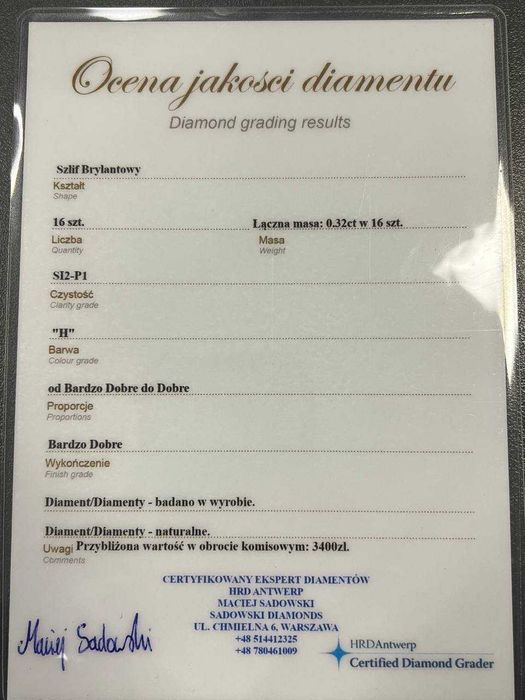 Ocena jakosci diamentu
Diamond grading results
Szlif Brylantowy
Kształt
Shape
16 szt. Łączna masa: 0.32ct w 16 szt.
Liczba Masa
Quantity Weight
SI2-P1
Czystość
Clarity grade
"H"
Barwa
Colour grade
od Bardzo Dobre do Dobre
Proporcje
Proportions
Bardzo Dobre
Wykończenie
Finish grade
Diament/Diamenty - badano w wyrobie.
Diament/Diamenty - naturalne.
Uwagi Przybliżona wartość w obrocie komisowym: 3400zl.
Comments
CERTYFIKOWANY EKSPERT DIAMENTÓW
HRD ANTWERP
MACIEJ SADOWSKI
SADOWSKI DIAMONDS
UL. CHMIELNA 6, WARSZAWA
+48 514412325
+48 780461009
Maciej Sadowski
HRDAntwerp
Certified Diamond Grader